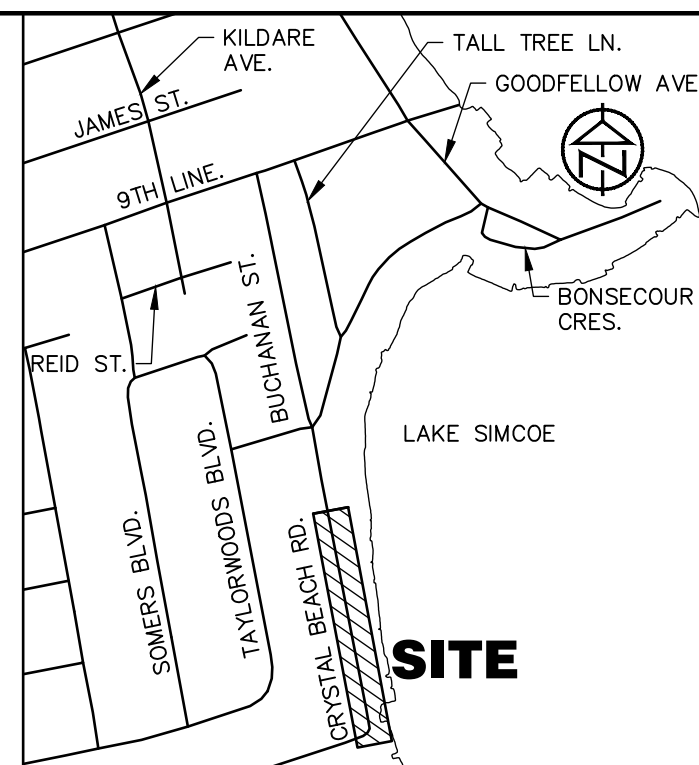 KILDARE
AVE.
TALL TREE LN.
GOODFELLOW AVE
JAMES ST.
9TH LINE.
N
BUCHANAN ST.
BONSECOUR
CRES.
REID ST.
LAKE SIMCOE
SOMERS BLVD.
TAYLORWOODS BLVD.
CRYSTAL BEACH RD.
SITE